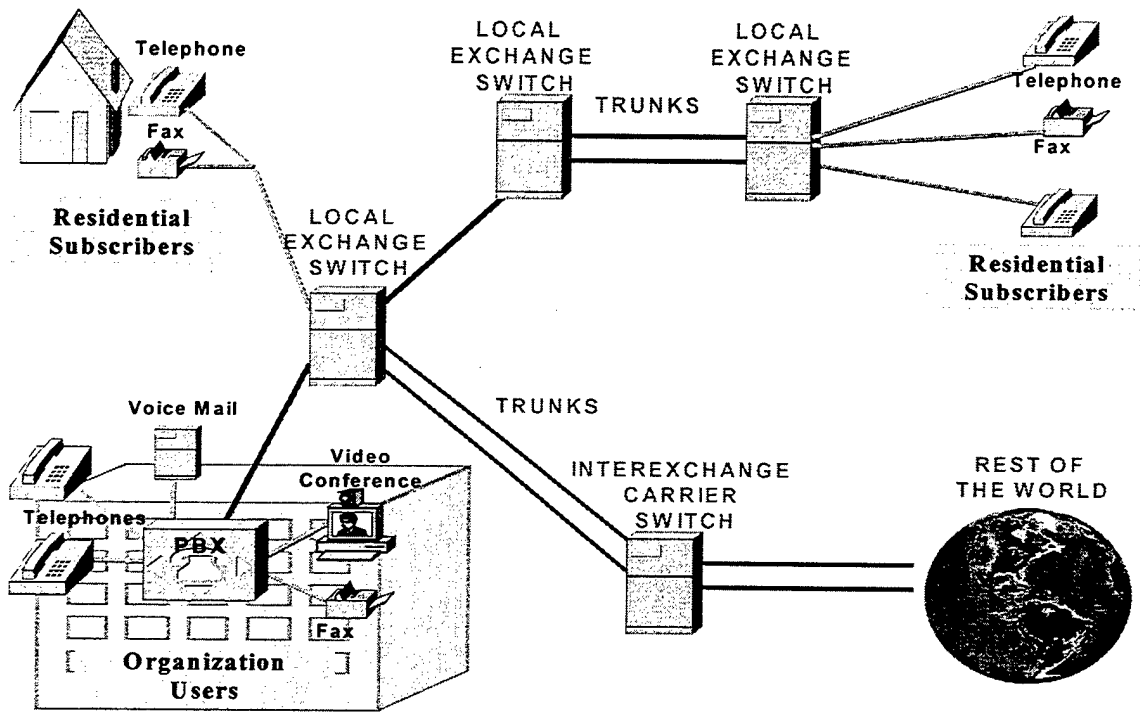 Telephone
Fax
Residential
Subscribers
LOCAL
EXCHANGE
SWITCH
LOCAL
EXCHANGE
SWITCH
TRUNKS
LOCAL
EXCHANGE
SWITCH
Telephone
Fax
Residential
Subscribers
TRUNKS
Voice Mail
Video
Conference
Telephones
PBX
Fax
Organization
Users
INTEREXCHANGE
CARRIER
SWITCH
REST OF
THE WORLD